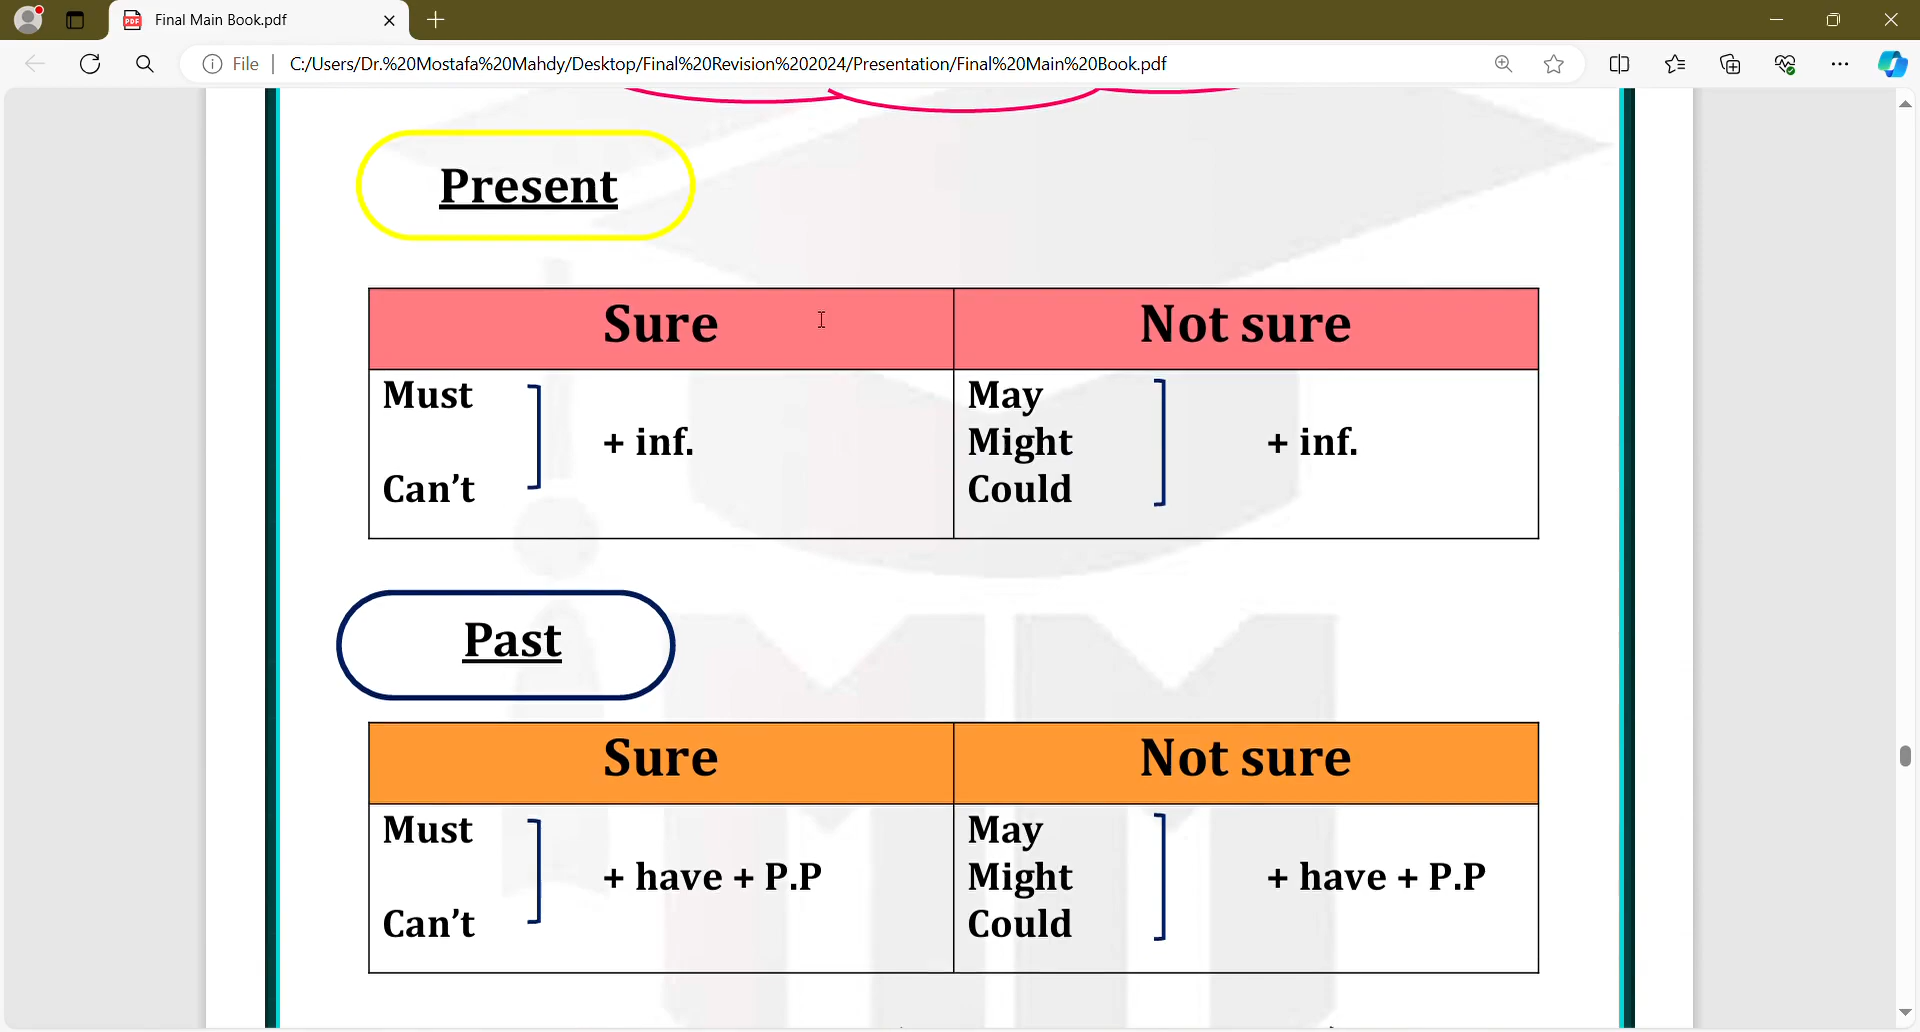 Final Main Book.pdf
File
C:/Users/Dr.%20Mostafa%20Mahdy/Desktop/Final%20Revision%202024/Presentation/Final%20Main%20Book.pdf
Present
Sure
Not sure
Must
May
+ inf.
Might
+ inf.
Can’t
Could
Past
Sure
Not sure
Must
May
+ have + P.P
Might
+ have + P.P
Can’t
Could